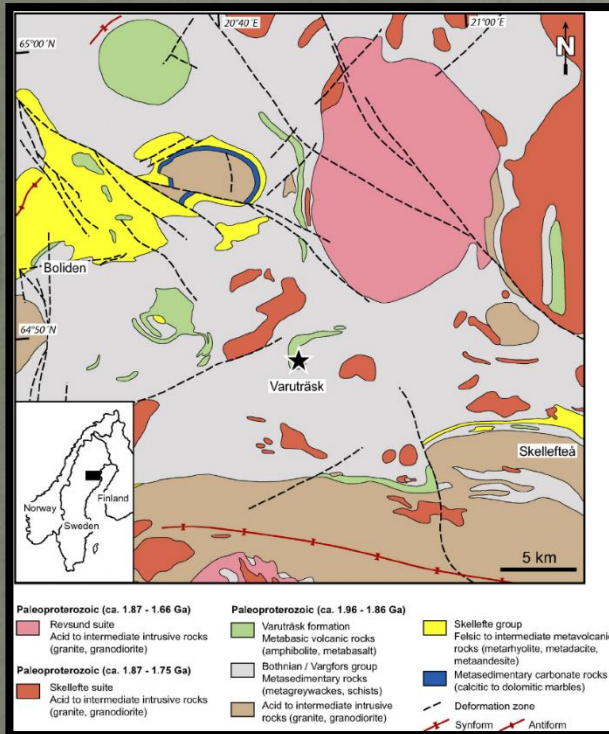 20°40´E
21°00´E
65°00´N
N
Boliden
64°50´N
Varuträsk
Skellefteå
Norway
Finland
Sweden
5 km
Paleoproterozoic (ca. 1.87 - 1.66 Ga)
Revsund suite
Acid to intermediate intrusive rocks
(granite, granodiorite)
Paleoproterozoic (ca. 1.87 - 1.75 Ga)
Skellefte suite
Acid to intermediate intrusive rocks
(granite, granodiorite)
Paleoproterozoic (ca. 1.96 - 1.86 Ga)
Varuträsk formation
Metabasic volcanic rocks
(amphibolite, metabasalt)
Bothnian / Vargfors group
Metasedimentary rocks
(metagreywackes, schists)
Acid to intermediate intrusive
rocks (granite, granodiorite)
Skellefte group
Felsic to intermediate metavolcanic
rocks (metarhyolite, metadacite,
metaandesite)
Metasedimentary carbonate rocks
(calcitic to dolomitic marbles)
Deformation zone
Synform
Antiform